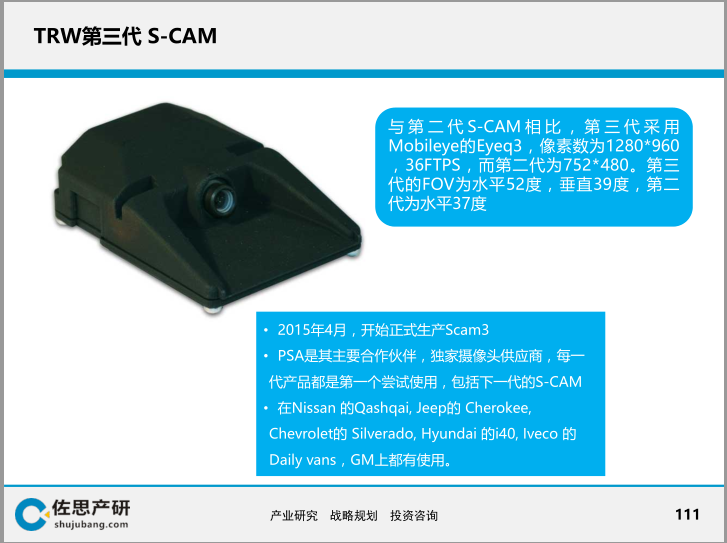 TRW第三代 S-CAM
与第二代S-CAM相比，第三代采用
Mobileye的Eyeq3，像素数为1280*960
，36FTPS，而第二代为752*480。第三
代的FOV为水平52度，垂直39度，第二
代为水平37度
• 2015年4月，开始正式生产Scam3
• PSA是其主要合作伙伴，独家摄像头供应商，每一
代产品都是第一个尝试使用，包括下一代的S-CAM
• 在Nissan 的Qashqai, Jeep的 Cherokee,
Chevrolet的 Silverado, Hyundai 的i40, Iveco 的
Daily vans，GM上都有使用。
佐思产研
shujubang.com
产业研究 战略规划 投资咨询
111